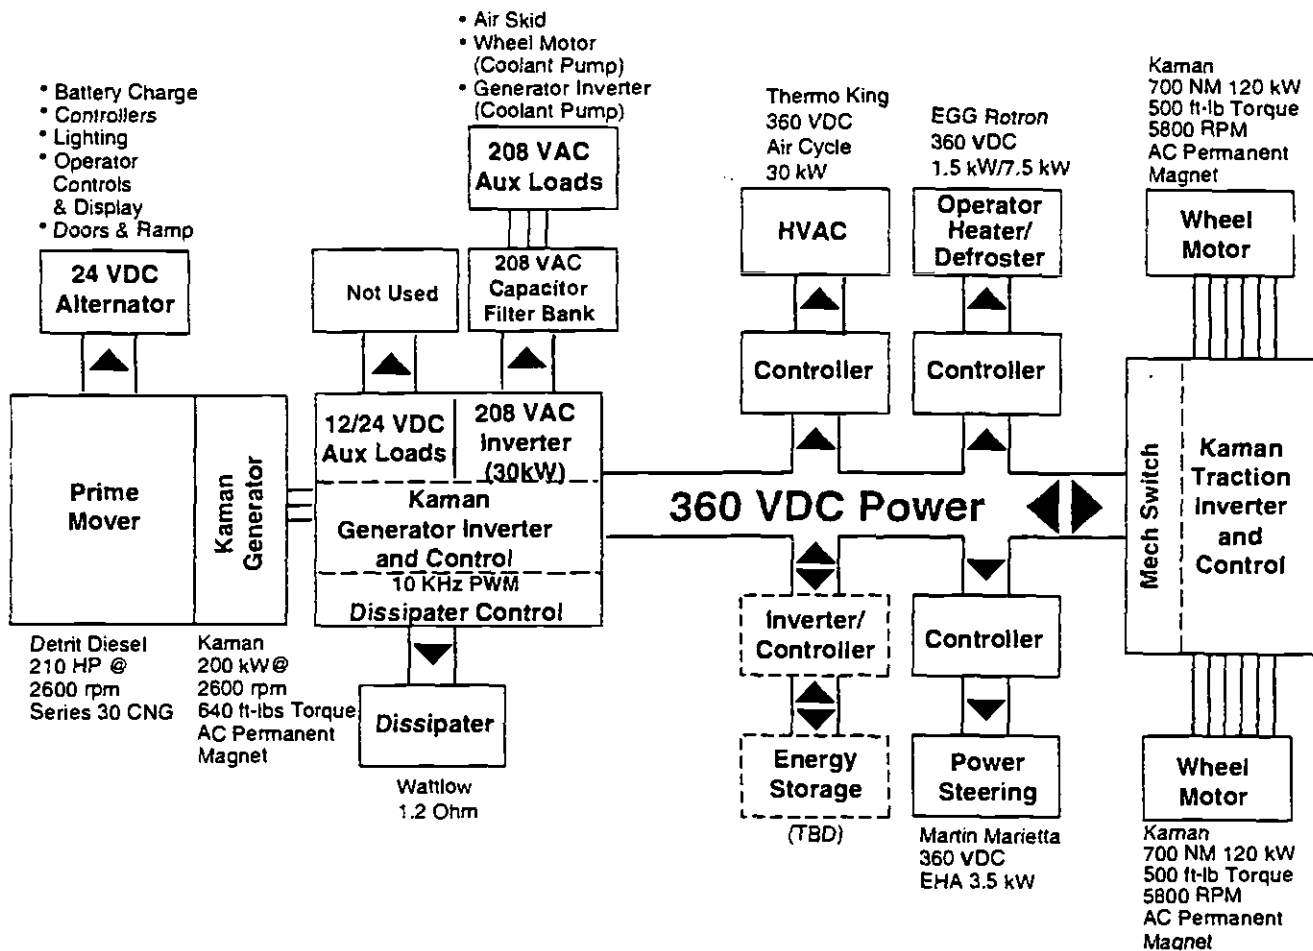 • Air Skid
• Wheel Motor
(Coolant Pump)
• Generator Inverter
(Coolant Pump)
• Battery Charge
• Controllers
• Lighting
• Operator
Controls
& Display
• Doors & Ramp
24 VDC
Alternator
208 VAC
Aux Loads
Not Used
208 VAC
Capacitor
Filter Bank
Thermo King
360 VDC
Air Cycle
30 kW
HVAC
Controller
EGG Rotron
360 VDC
1.5 kW/7.5 kW
Operator
Heater/
Defroster
Controller
Kaman
700 NM 120 kW
500 ft-lb Torque
5800 RPM
AC Permanent
Magnet
Wheel
Motor
Prime
Mover
Kaman
Generator
12/24 VDC
Aux Loads
208 VAC
Inverter
(30kW)
Kaman
Generator Inverter
and Control
10 KHz PWM
Dissipater Control
360 VDC Power
Mech Switch
Kaman
Traction
Inverter
and
Control
Detrit Diesel
210 HP @
2600 rpm
Series 30 CNG
Kaman
200 kW@
2600 rpm
640 ft-lbs Torque
AC Permanent
Magnet
Dissipater
Wattlow
1.2 Ohm
Inverter/
Controller
Energy
Storage
(TBD)
Controller
Power
Steering
Martin Marietta
360 VDC
EHA 3.5 kW
Wheel
Motor
Kaman
700 NM 120 kW
500 ft-lb Torque
5800 RPM
AC Permanent
Magnet